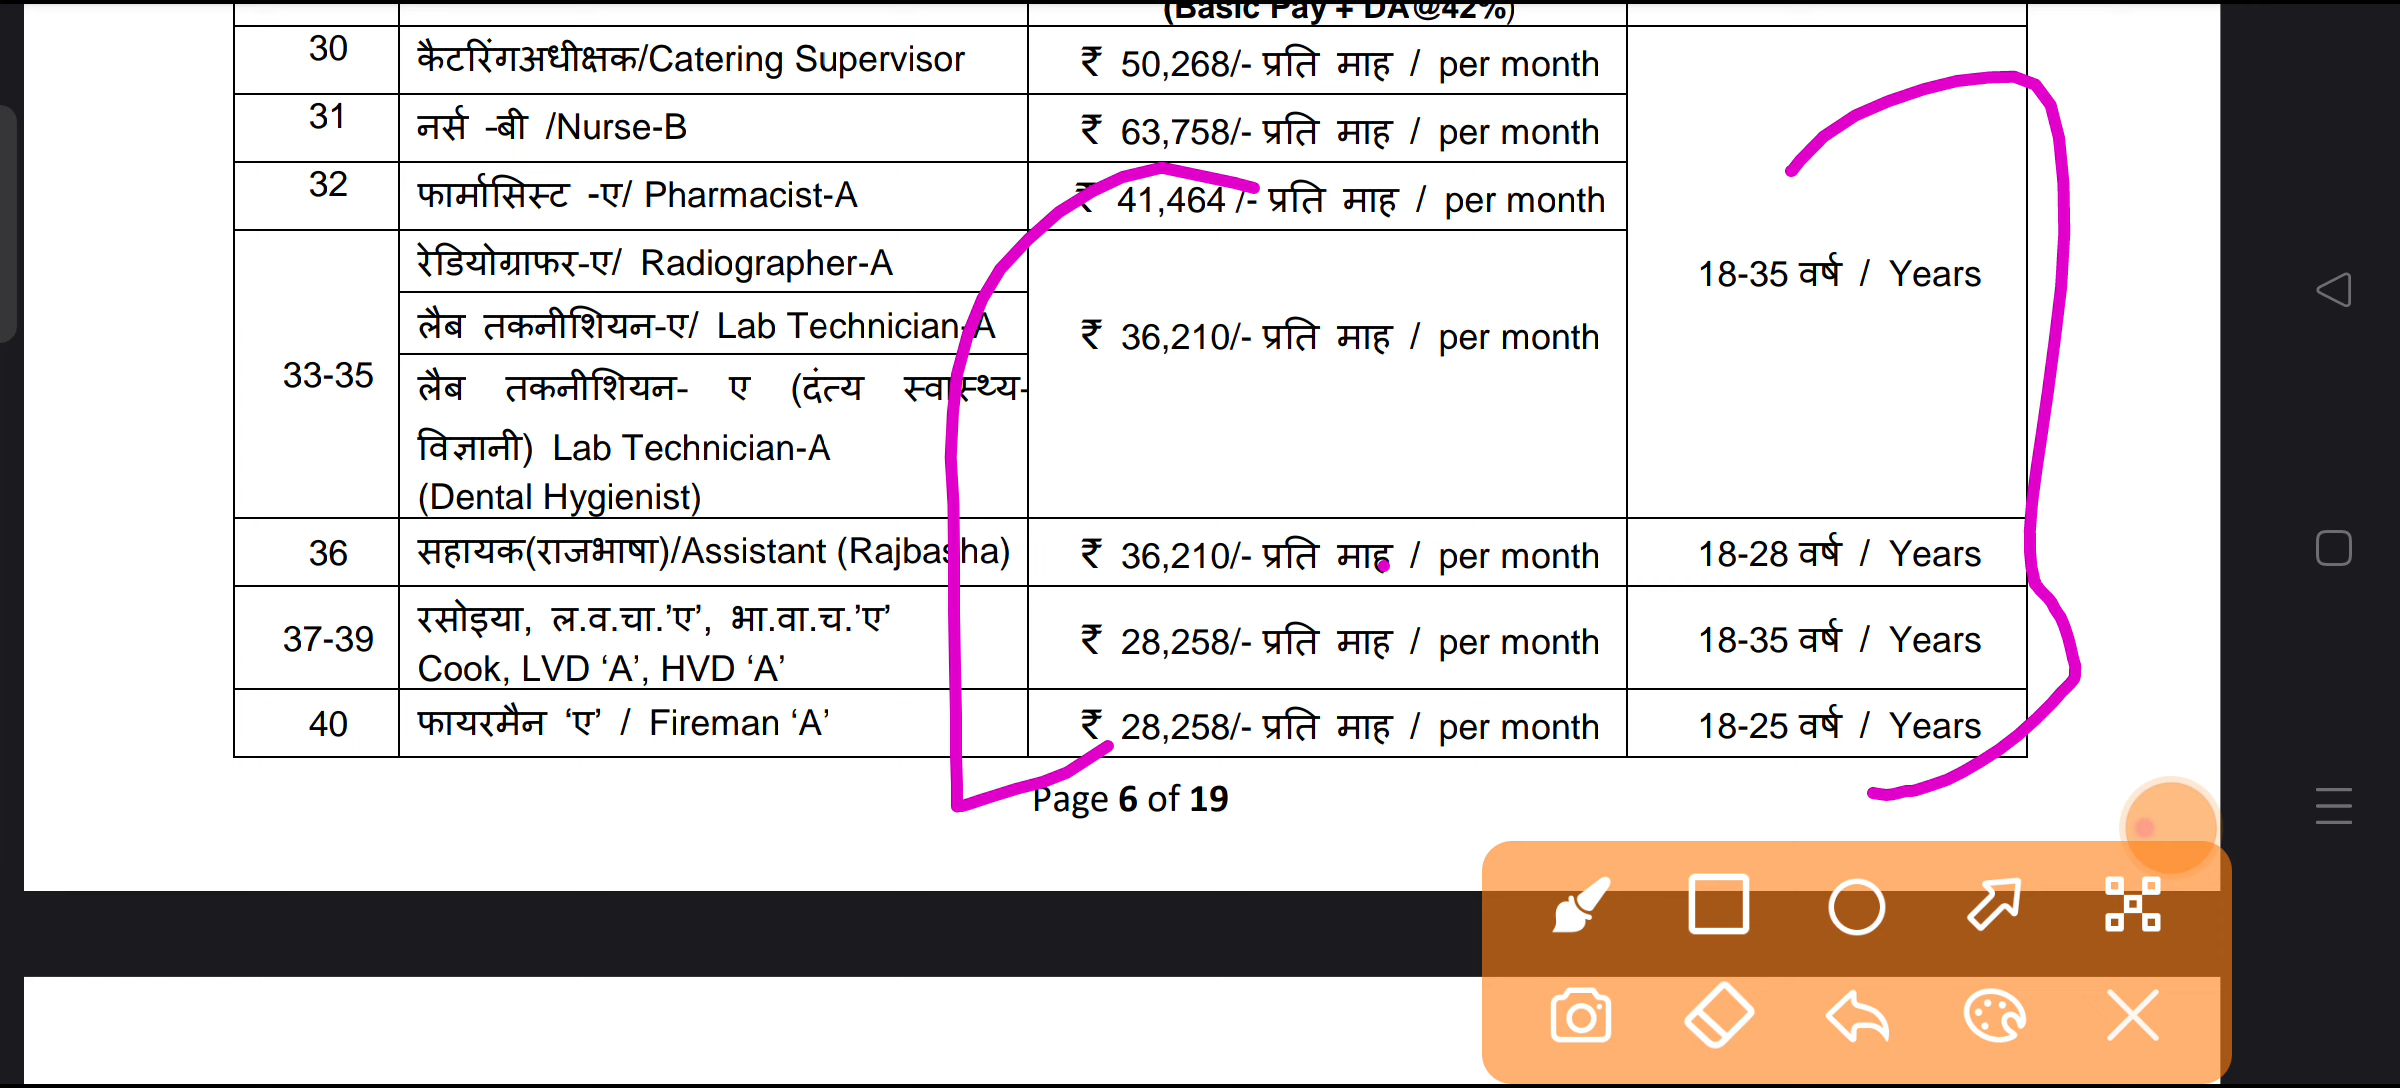 (Basic Pay + DA@42%)
30 कैटरिंगअधीक्षक/Catering Supervisor ₹ 50,268/- प्रति माह / per month
31 नर्स -बी /Nurse-B ₹ 63,758/- प्रति माह / per month
32 फार्मासिस्ट -ए/ Pharmacist-A ₹ 41,464 /- प्रति माह / per month
18-35 वर्ष / Years
33-35 रेडियोग्राफर-ए/ Radiographer-A
लैब तकनीशियन-ए/ Lab Technician-A ₹ 36,210/- प्रति माह / per month
लैब तकनीशियन- ए (दंत्य स्वास्थ्य-
विज्ञानी) Lab Technician-A
(Dental Hygienist)
36 सहायक(राजभाषा)/Assistant (Rajbasha) ₹ 36,210/- प्रति माह / per month 18-28 वर्ष / Years
37-39 रसोइया, ल.व.चा.’ए’, भा.वा.च.’ए’
Cook, LVD ‘A’, HVD ‘A’ ₹ 28,258/- प्रति माह / per month 18-35 वर्ष / Years
40 फायरमैन ‘ए’ / Fireman ‘A’ ₹ 28,258/- प्रति माह / per month 18-25 वर्ष / Years
Page 6 of 19